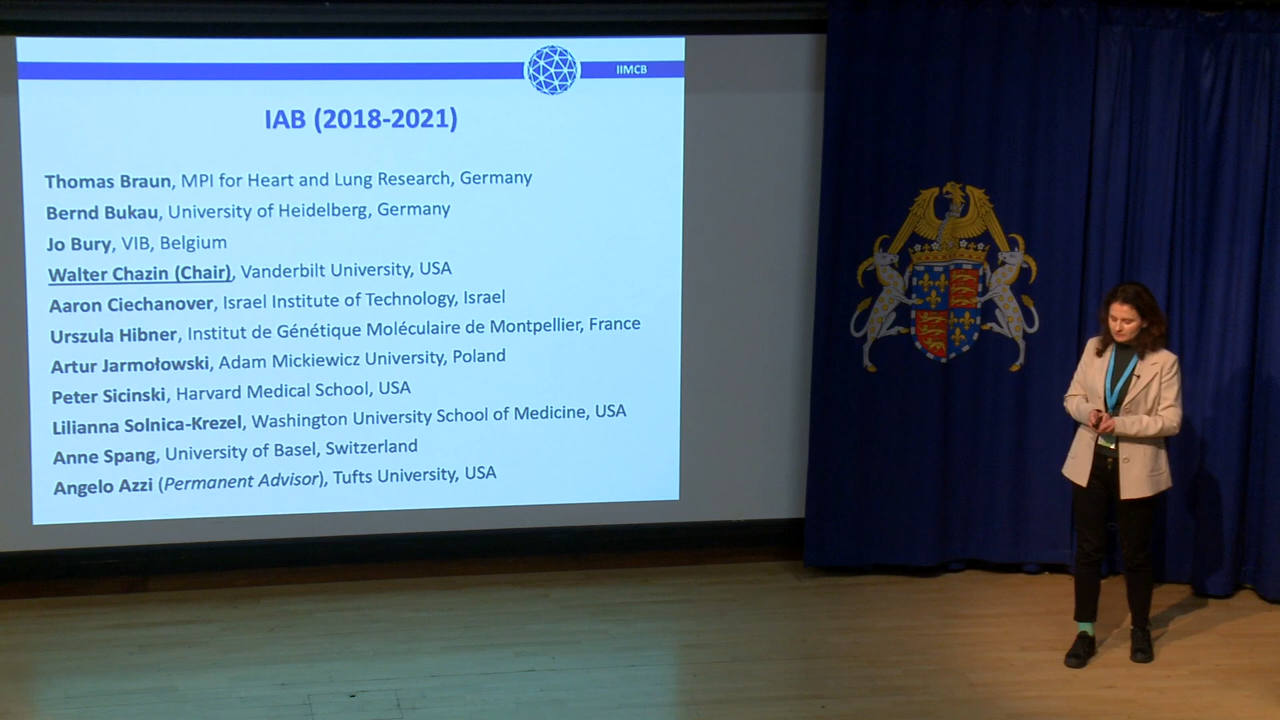 IIMCB
IAB (2018-2021)
Thomas Braun, MPI for Heart and Lung Research, Germany
Bernd Bukau, University of Heidelberg, Germany
Jo Bury, VIB, Belgium
Walter Chazin (Chair), Vanderbilt University, USA
Aaron Ciechanover, Israel Institute of Technology, Israel
Urszula Hibner, Institut de Génétique Moléculaire de Montpellier, France
Artur Jarmołowski, Adam Mickiewicz University, Poland
Peter Sicinski, Harvard Medical School, USA
Lilianna Solnica-Krezel, Washington University School of Medicine, USA
Anne Spang, University of Basel, Switzerland
Angelo Azzi (Permanent Advisor), Tufts University, USA